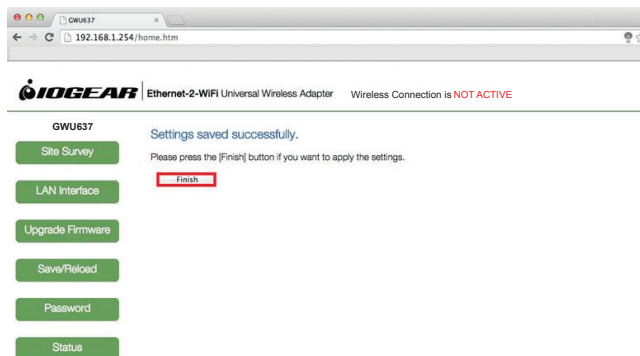 GWU637
192.168.1.254/home.htm
IOGEAR Ethernet-2-WiFi Universal Wireless Adapter Wireless Connection is NOT ACTIVE
GWU637
Settings saved successfully.
Site Survey
Please press the [Finish] button if you want to apply the settings.
Finish
LAN Interface
Upgrade Firmware
Save/Reload
Password
Status